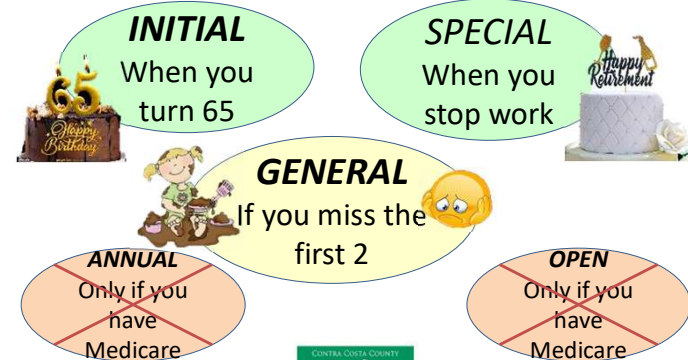 INITIAL
When you
turn 65
65
Happy
Birthday
SPECIAL
When you
stop work
Happy
Retirement
GENERAL
If you miss the
first 2
ANNUAL
Only if you
have
Medicare
OPEN
Only if you
have
Medicare
CONTRA COSTA COUNTY